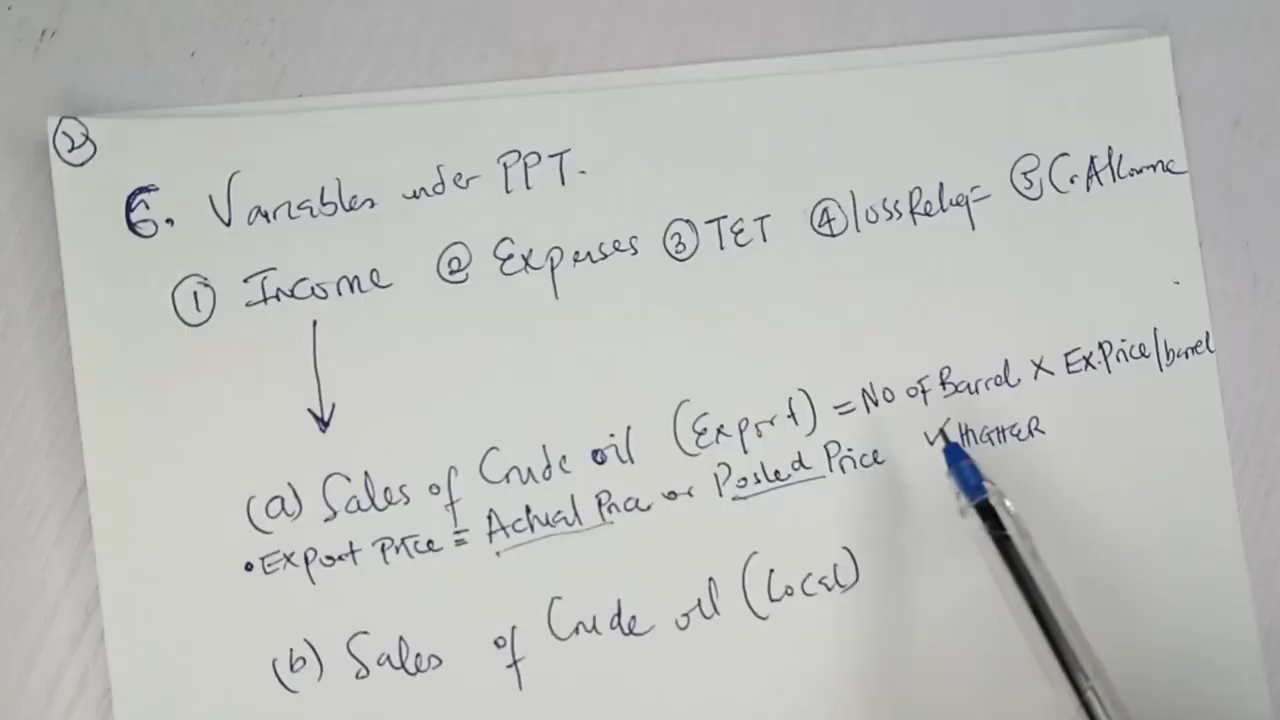 2
6. Variables under PPT.
① Income ② Expenses ③ TET ④ loss Relief ⑤ C. Allowance
(a) Sales of Crude oil (Export) = No of Barrel × Ex.Price/barrel
• Export Price = Actual Price or Posted Price ✓HIGHER
(b) Sales of Crude oil (Local)